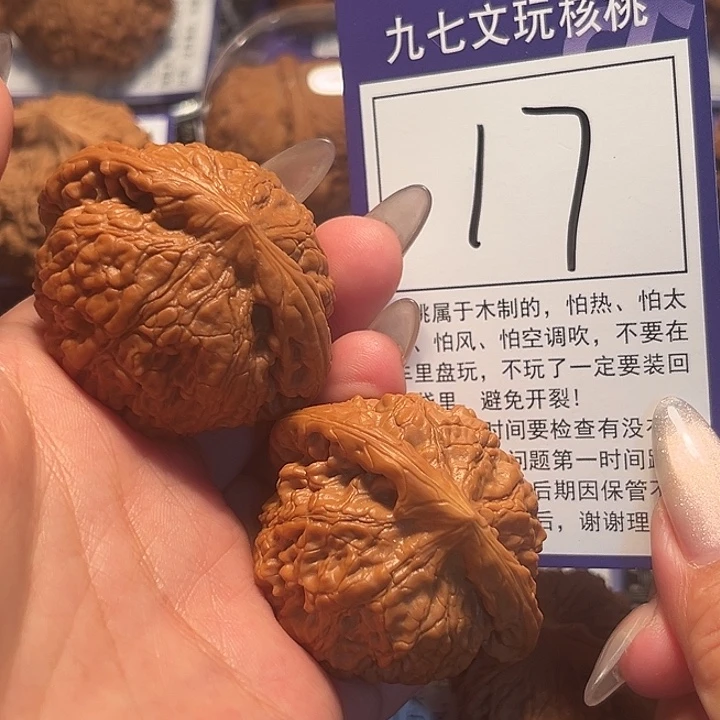 九七文玩核桃
17
桃属于木制的，怕热、怕太
、怕风、怕空调吹，不要在
车里盘玩，不玩了一定要装回
袋里，避免开裂！
时间要检查有没
问题第一时间
后期因保管不
后，谢谢理